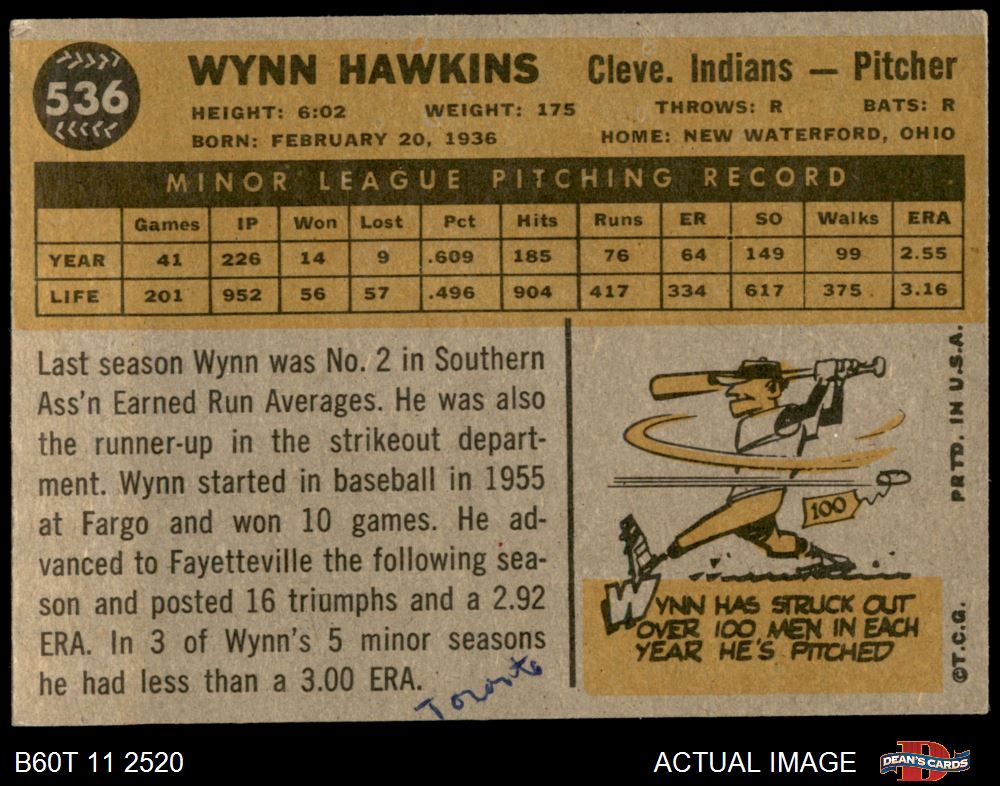 536
WYNN HAWKINS Cleve. Indians — Pitcher
HEIGHT: 6:02 WEIGHT: 175 THROWS: R BATS: R
BORN: FEBRUARY 20, 1936 HOME: NEW WATERFORD, OHIO
MINOR LEAGUE PITCHING RECORD
Games IP Won Lost Pct Hits Runs ER SO Walks ERA
YEAR 41 226 14 9 .609 185 76 64 149 99 2.55
LIFE 201 952 56 57 .496 904 417 334 617 375 3.16
Last season Wynn was No. 2 in Southern
Ass'n Earned Run Averages. He was also
the runner-up in the strikeout depart-
ment. Wynn started in baseball in 1955
at Fargo and won 10 games. He ad-
vanced to Fayetteville the following sea-
son and posted 16 triumphs and a 2.92
ERA. In 3 of Wynn's 5 minor seasons
he had less than a 3.00 ERA.
Toronto
100
WYNN HAS STRUCK OUT
OVER 100 MEN IN EACH
YEAR HE'S PITCHED
©T.C.G. PRTD. IN U.S.A.
B60T 11 2520 ACTUAL IMAGE D DEAN'S CARDS